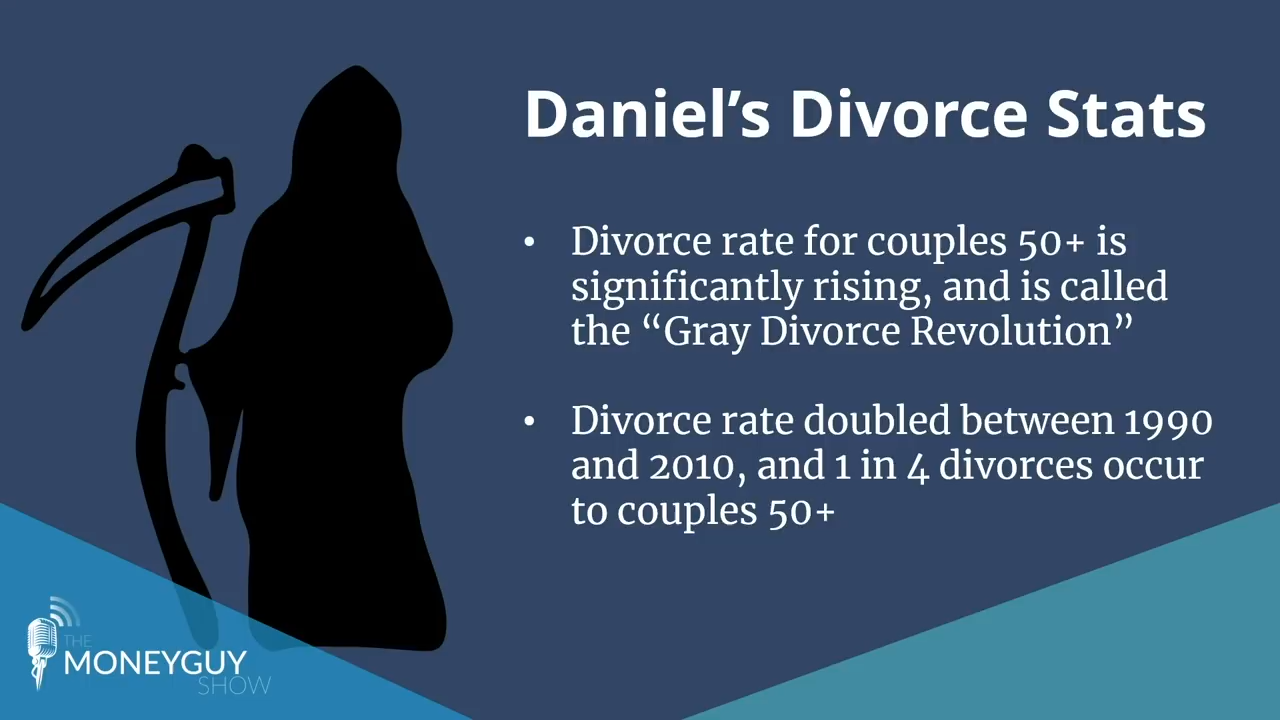 Daniel’s Divorce Stats
• Divorce rate for couples 50+ is
significantly rising, and is called
the “Gray Divorce Revolution”
• Divorce rate doubled between 1990
and 2010, and 1 in 4 divorces occur
to couples 50+
THE
MONEYGUY
SHOW